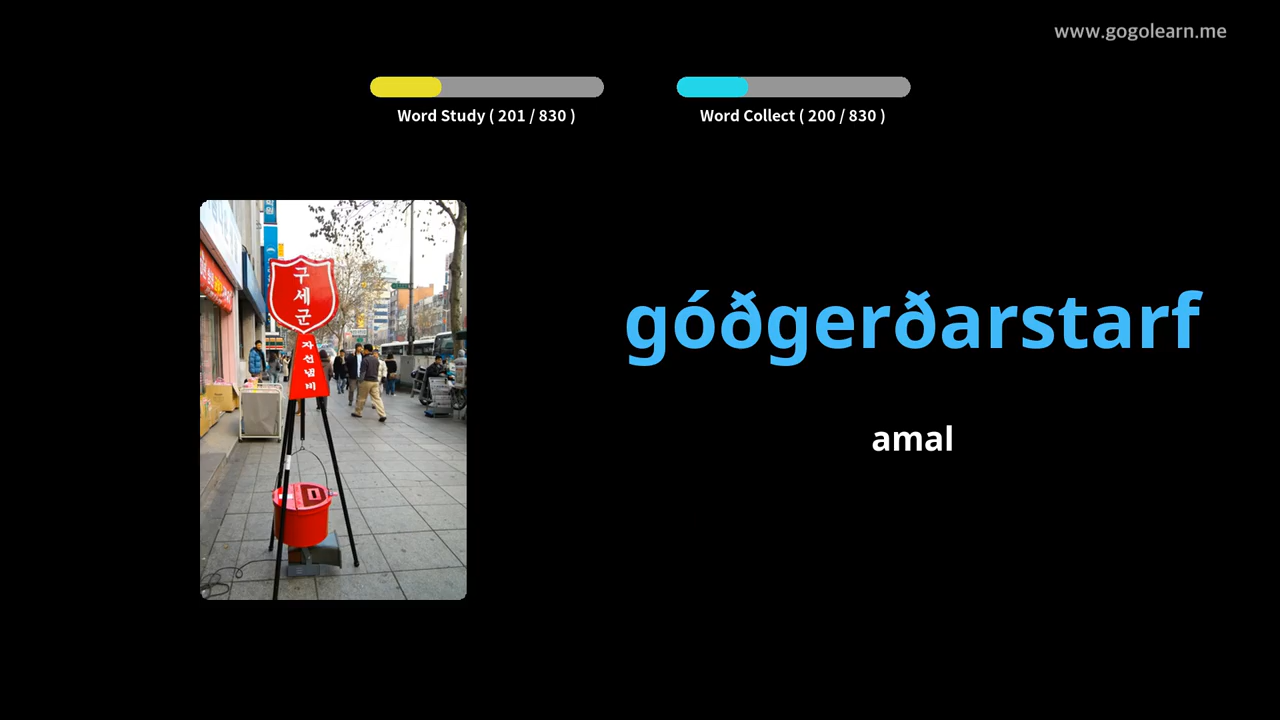 www.gogolearn.me
Word Study ( 201 / 830 )
Word Collect ( 200 / 830 )
구세군
자선냄비
góðgerðarstarf
amal